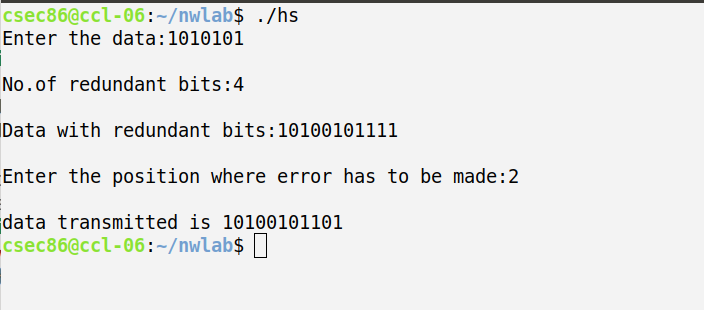 csec86@ccl-06:~/nwlab$ ./hs
Enter the data:1010101
No.of redundant bits:4
Data with redundant bits:10100101111
Enter the position where error has to be made:2
data transmitted is 10100101101
csec86@ccl-06:~/nwlab$